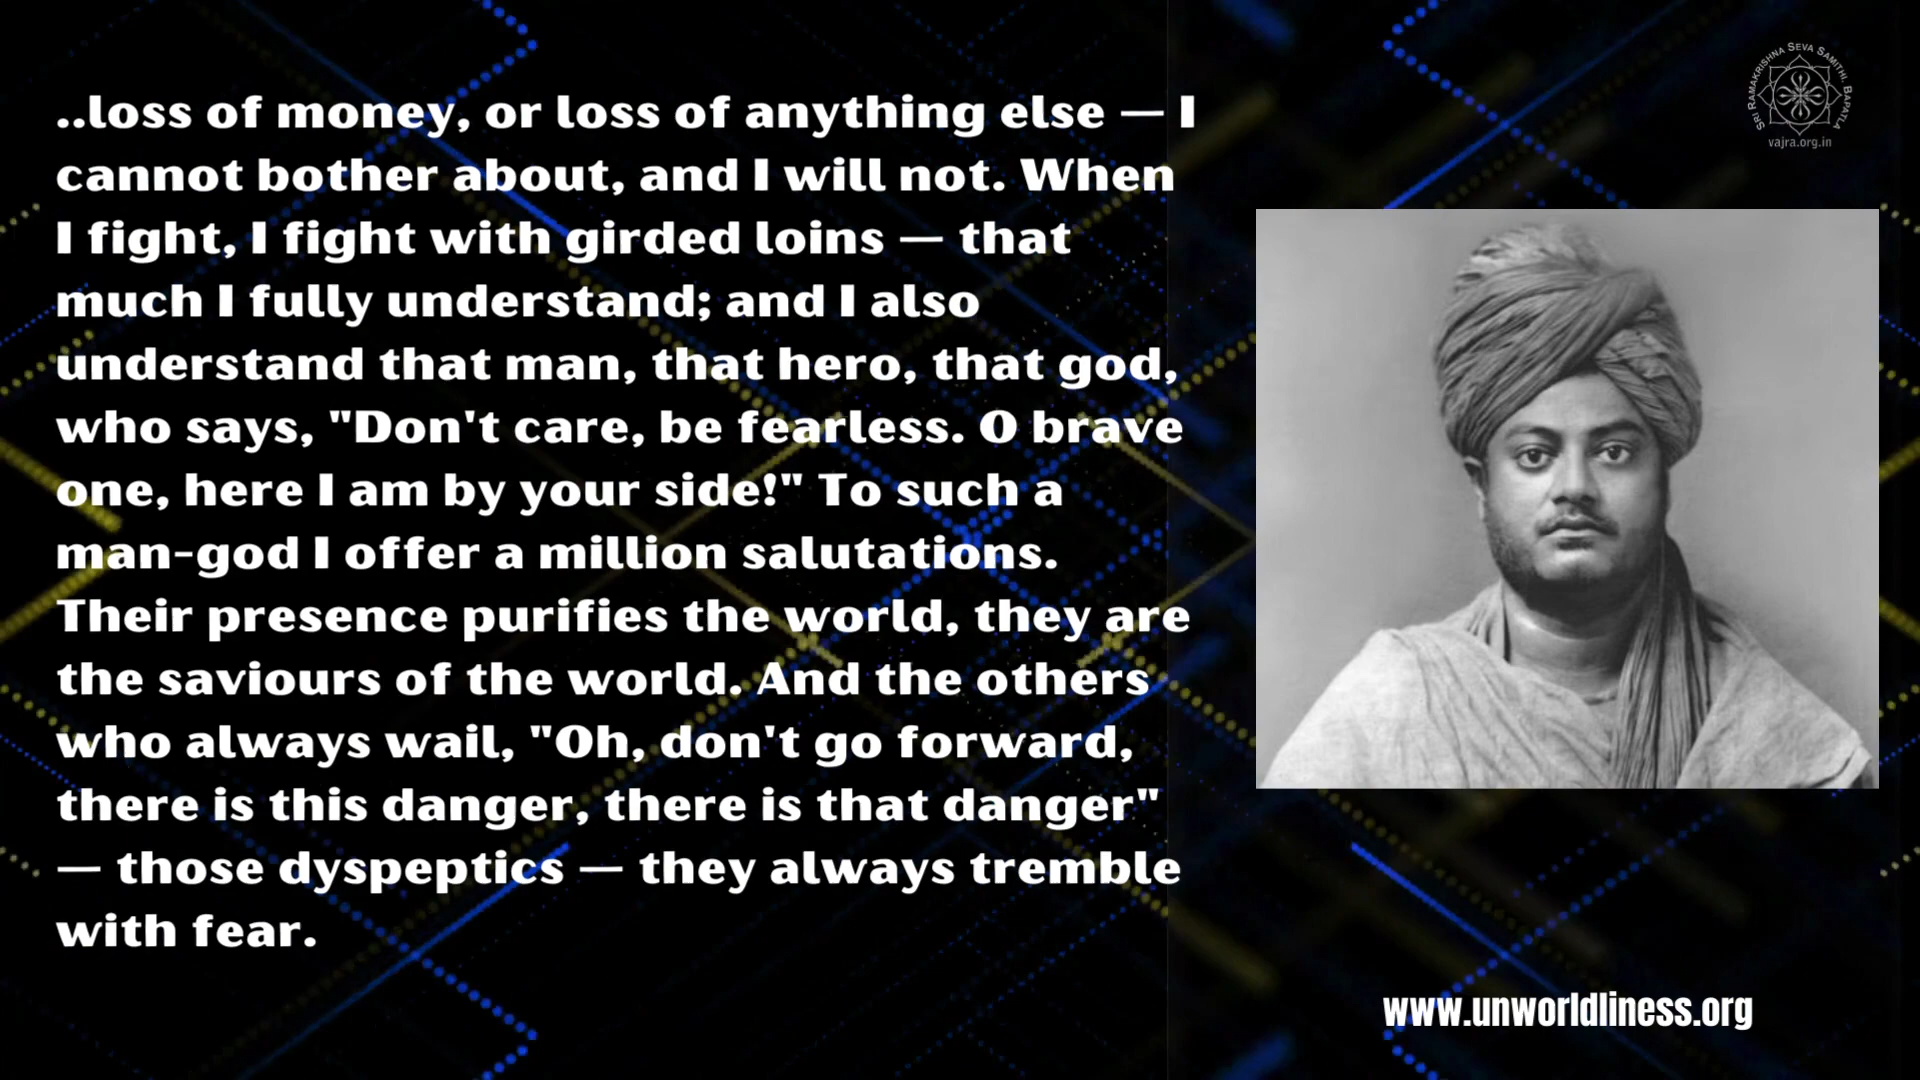 ..loss of money, or loss of anything else — I
cannot bother about, and I will not. When
I fight, I fight with girded loins — that
much I fully understand; and I also
understand that man, that hero, that god,
who says, "Don't care, be fearless. O brave
one, here I am by your side!" To such a
man-god I offer a million salutations.
Their presence purifies the world, they are
the saviours of the world. And the others
who always wail, "Oh, don't go forward,
there is this danger, there is that danger"
— those dyspeptics — they always tremble
with fear.
SRI RAMAKRISHNA SEVA SAMITHI, BAPATLA
vajra.org.in
www.unworldliness.org